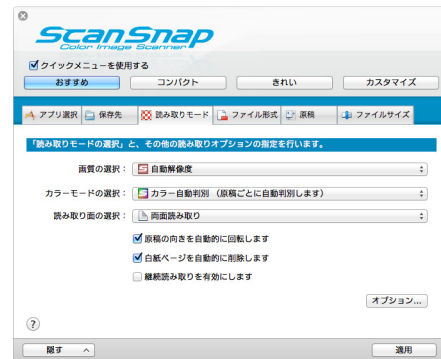 ScanSnap
Color Image Scanner
クイックメニューを使用する
おすすめ コンパクト きれい カスタマイズ
アプリ選択 保存先 読み取りモード ファイル形式 原稿 ファイルサイズ
「読み取りモードの選択」と、その他の読み取りオプションの指定を行います。
画質の選択： 自動解像度
カラーモードの選択： カラー自動判別 （原稿ごとに自動判別します）
読み取り面の選択： 両面読み取り
原稿の向きを自動的に回転します
白紙ページを自動的に削除します
継続読み取りを有効にします
オプション...
?
隠す 適用